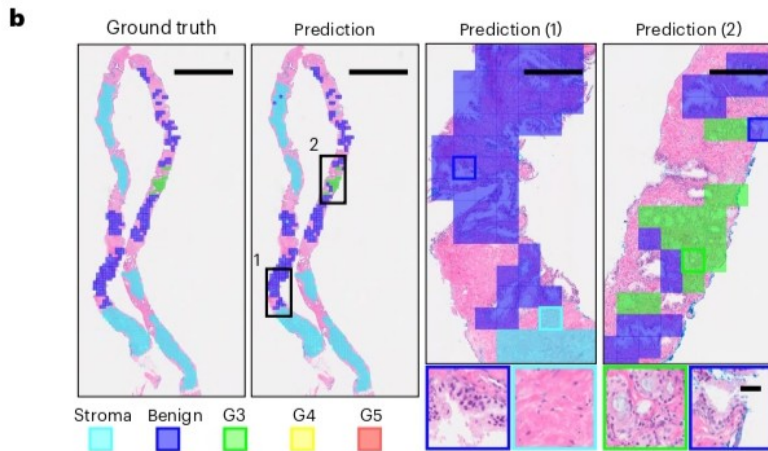 b
Ground truth
Prediction
Prediction (1)
Prediction (2)
2
1
Stroma
Benign
G3
G4
G5